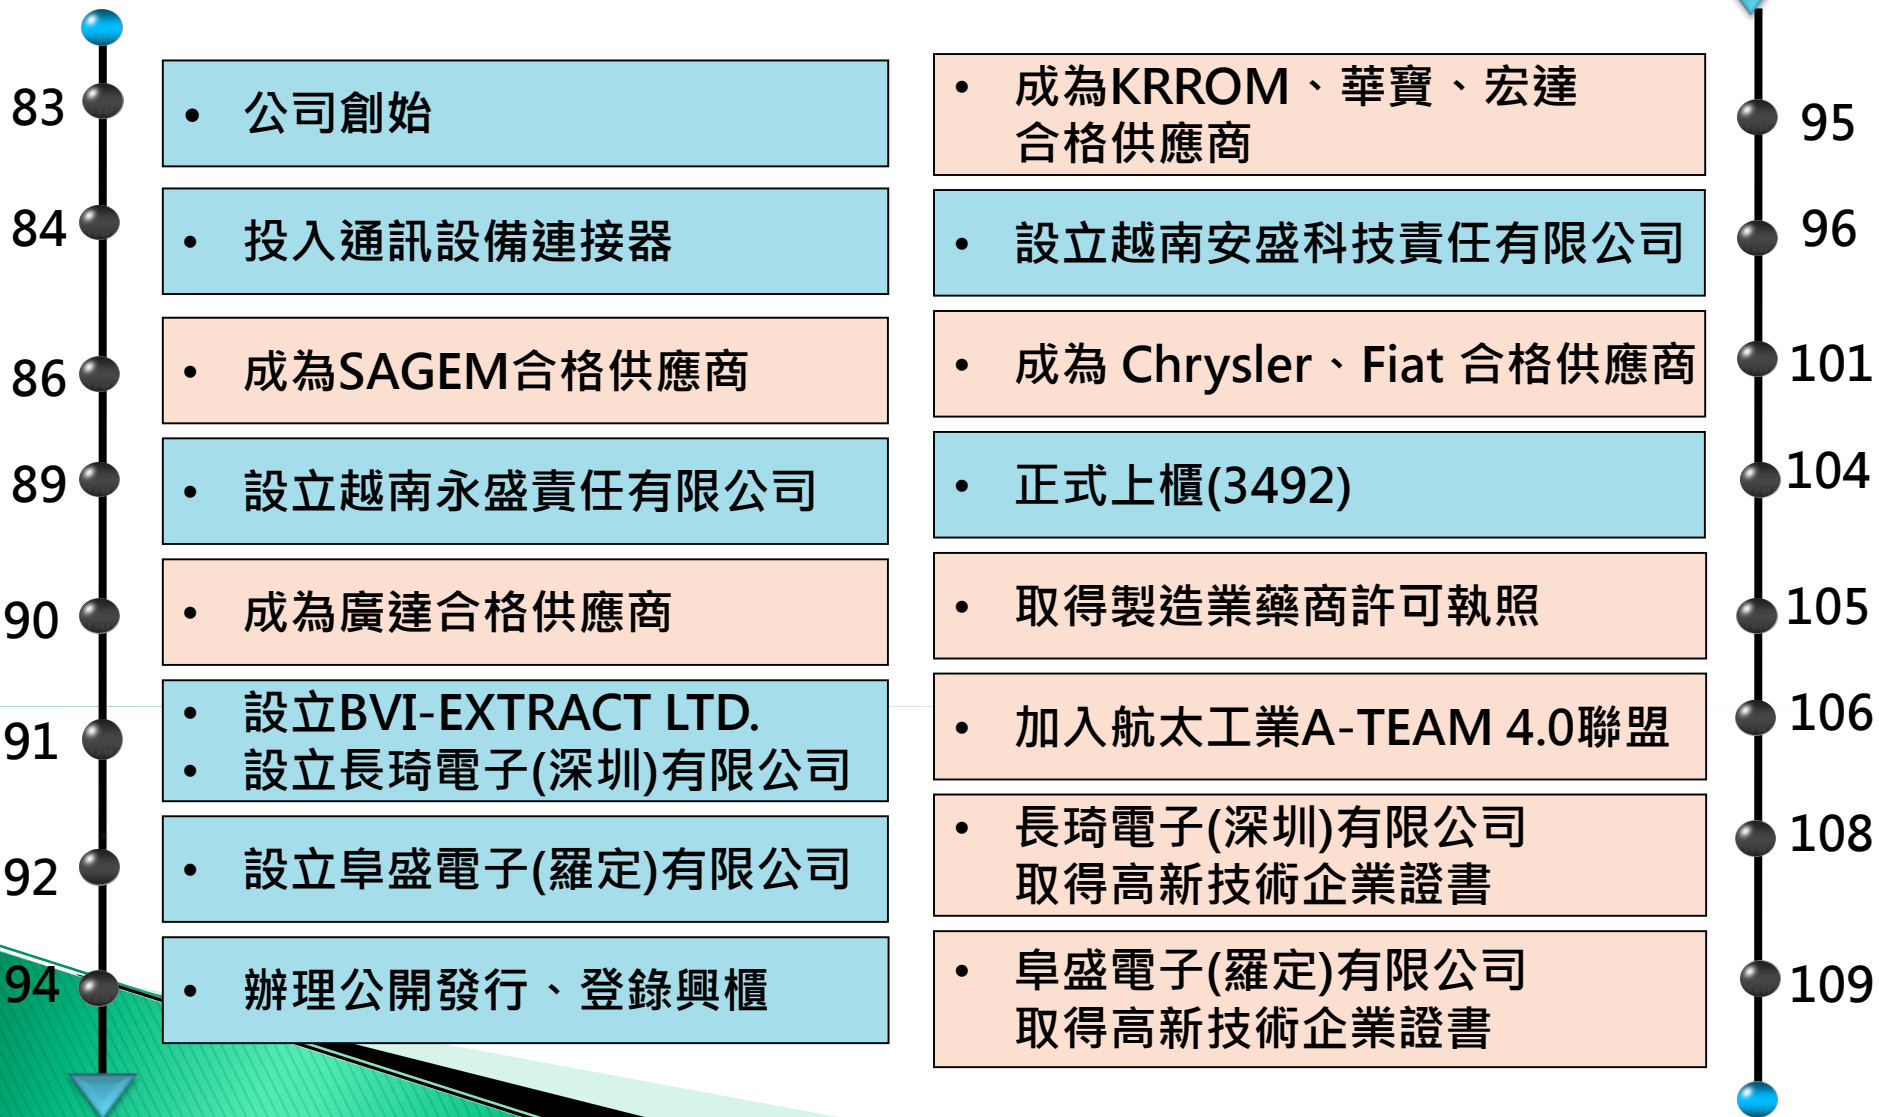 83
• 公司創始
84
• 投入通訊設備連接器
86
• 成為SAGEM合格供應商
89
• 設立越南永盛責任有限公司
90
• 成為廣達合格供應商
91
• 設立BVI-EXTRACT LTD.
• 設立長琦電子(深圳)有限公司
92
• 設立阜盛電子(羅定)有限公司
94
• 辦理公開發行、登錄興櫃
• 成為KRROM、華寶、宏達
合格供應商
95
• 設立越南安盛科技責任有限公司
96
• 成為 Chrysler、Fiat 合格供應商
101
• 正式上櫃(3492)
104
• 取得製造業藥商許可執照
105
• 加入航太工業A-TEAM 4.0聯盟
106
• 長琦電子(深圳)有限公司
取得高新技術企業證書
108
• 阜盛電子(羅定)有限公司
取得高新技術企業證書
109